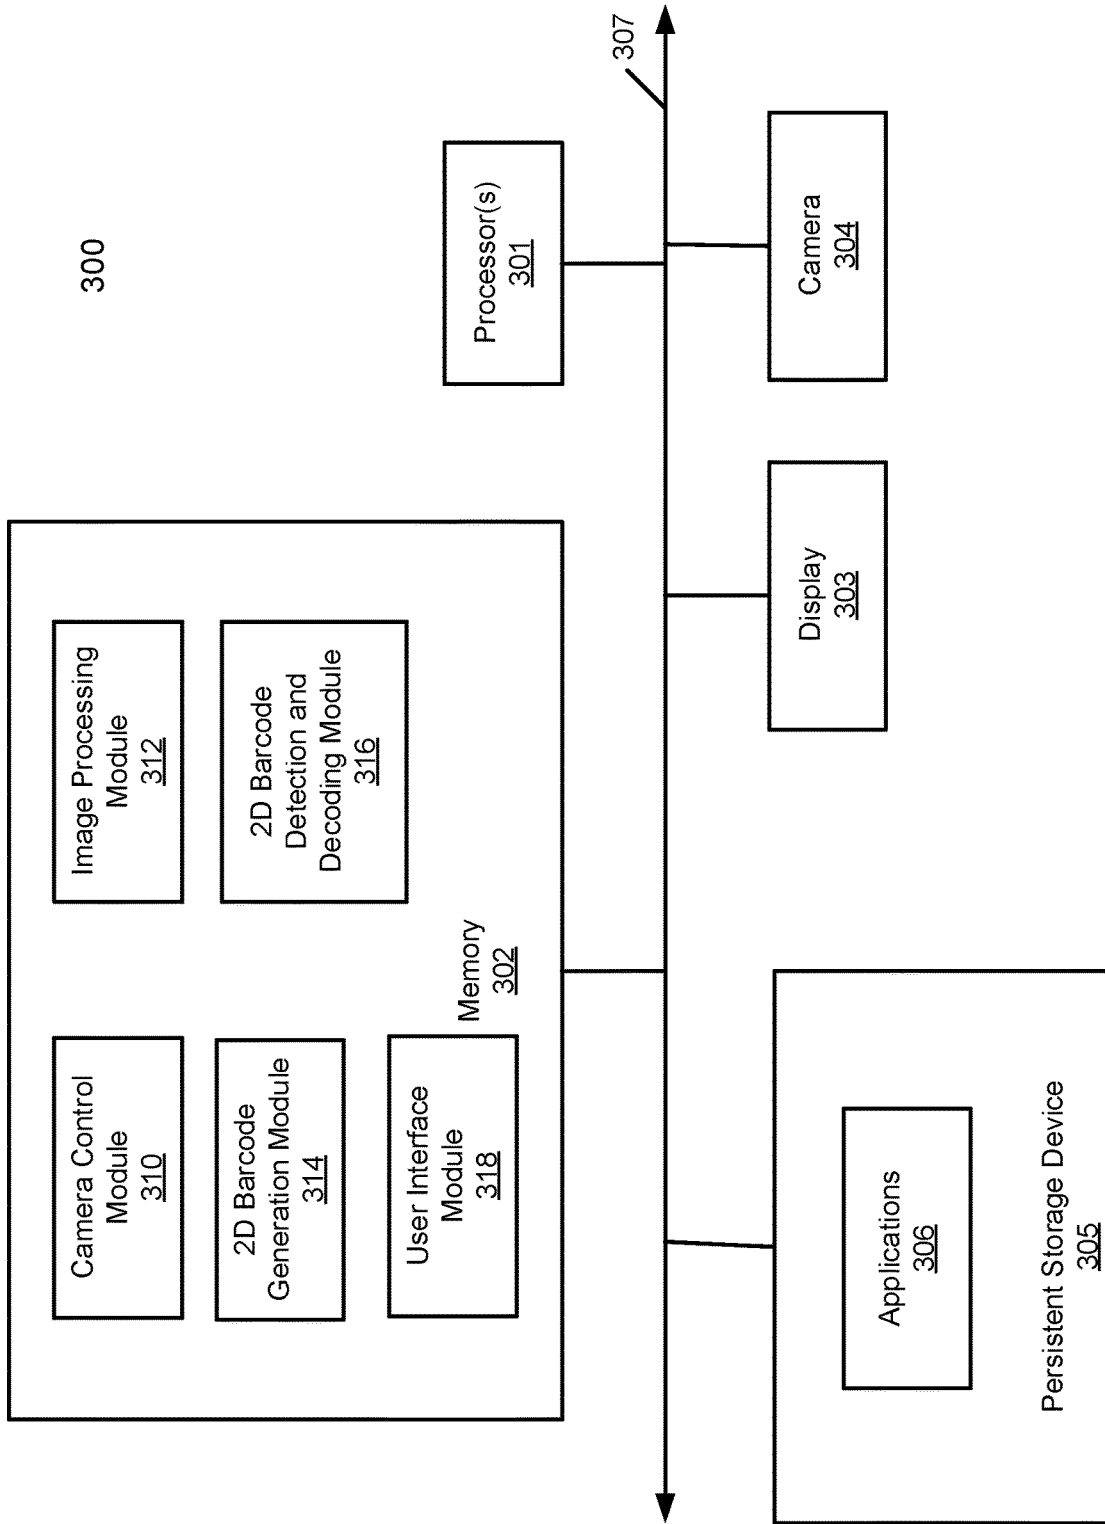 300
Camera Control
Module
310
Image Processing
Module
312
2D Barcode
Generation Module
314
2D Barcode
Detection and
Decoding Module
316
User Interface
Module
318
Memory
302
Processor(s)
301
307
Applications
306
Persistent Storage Device
305
Display
303
Camera
304